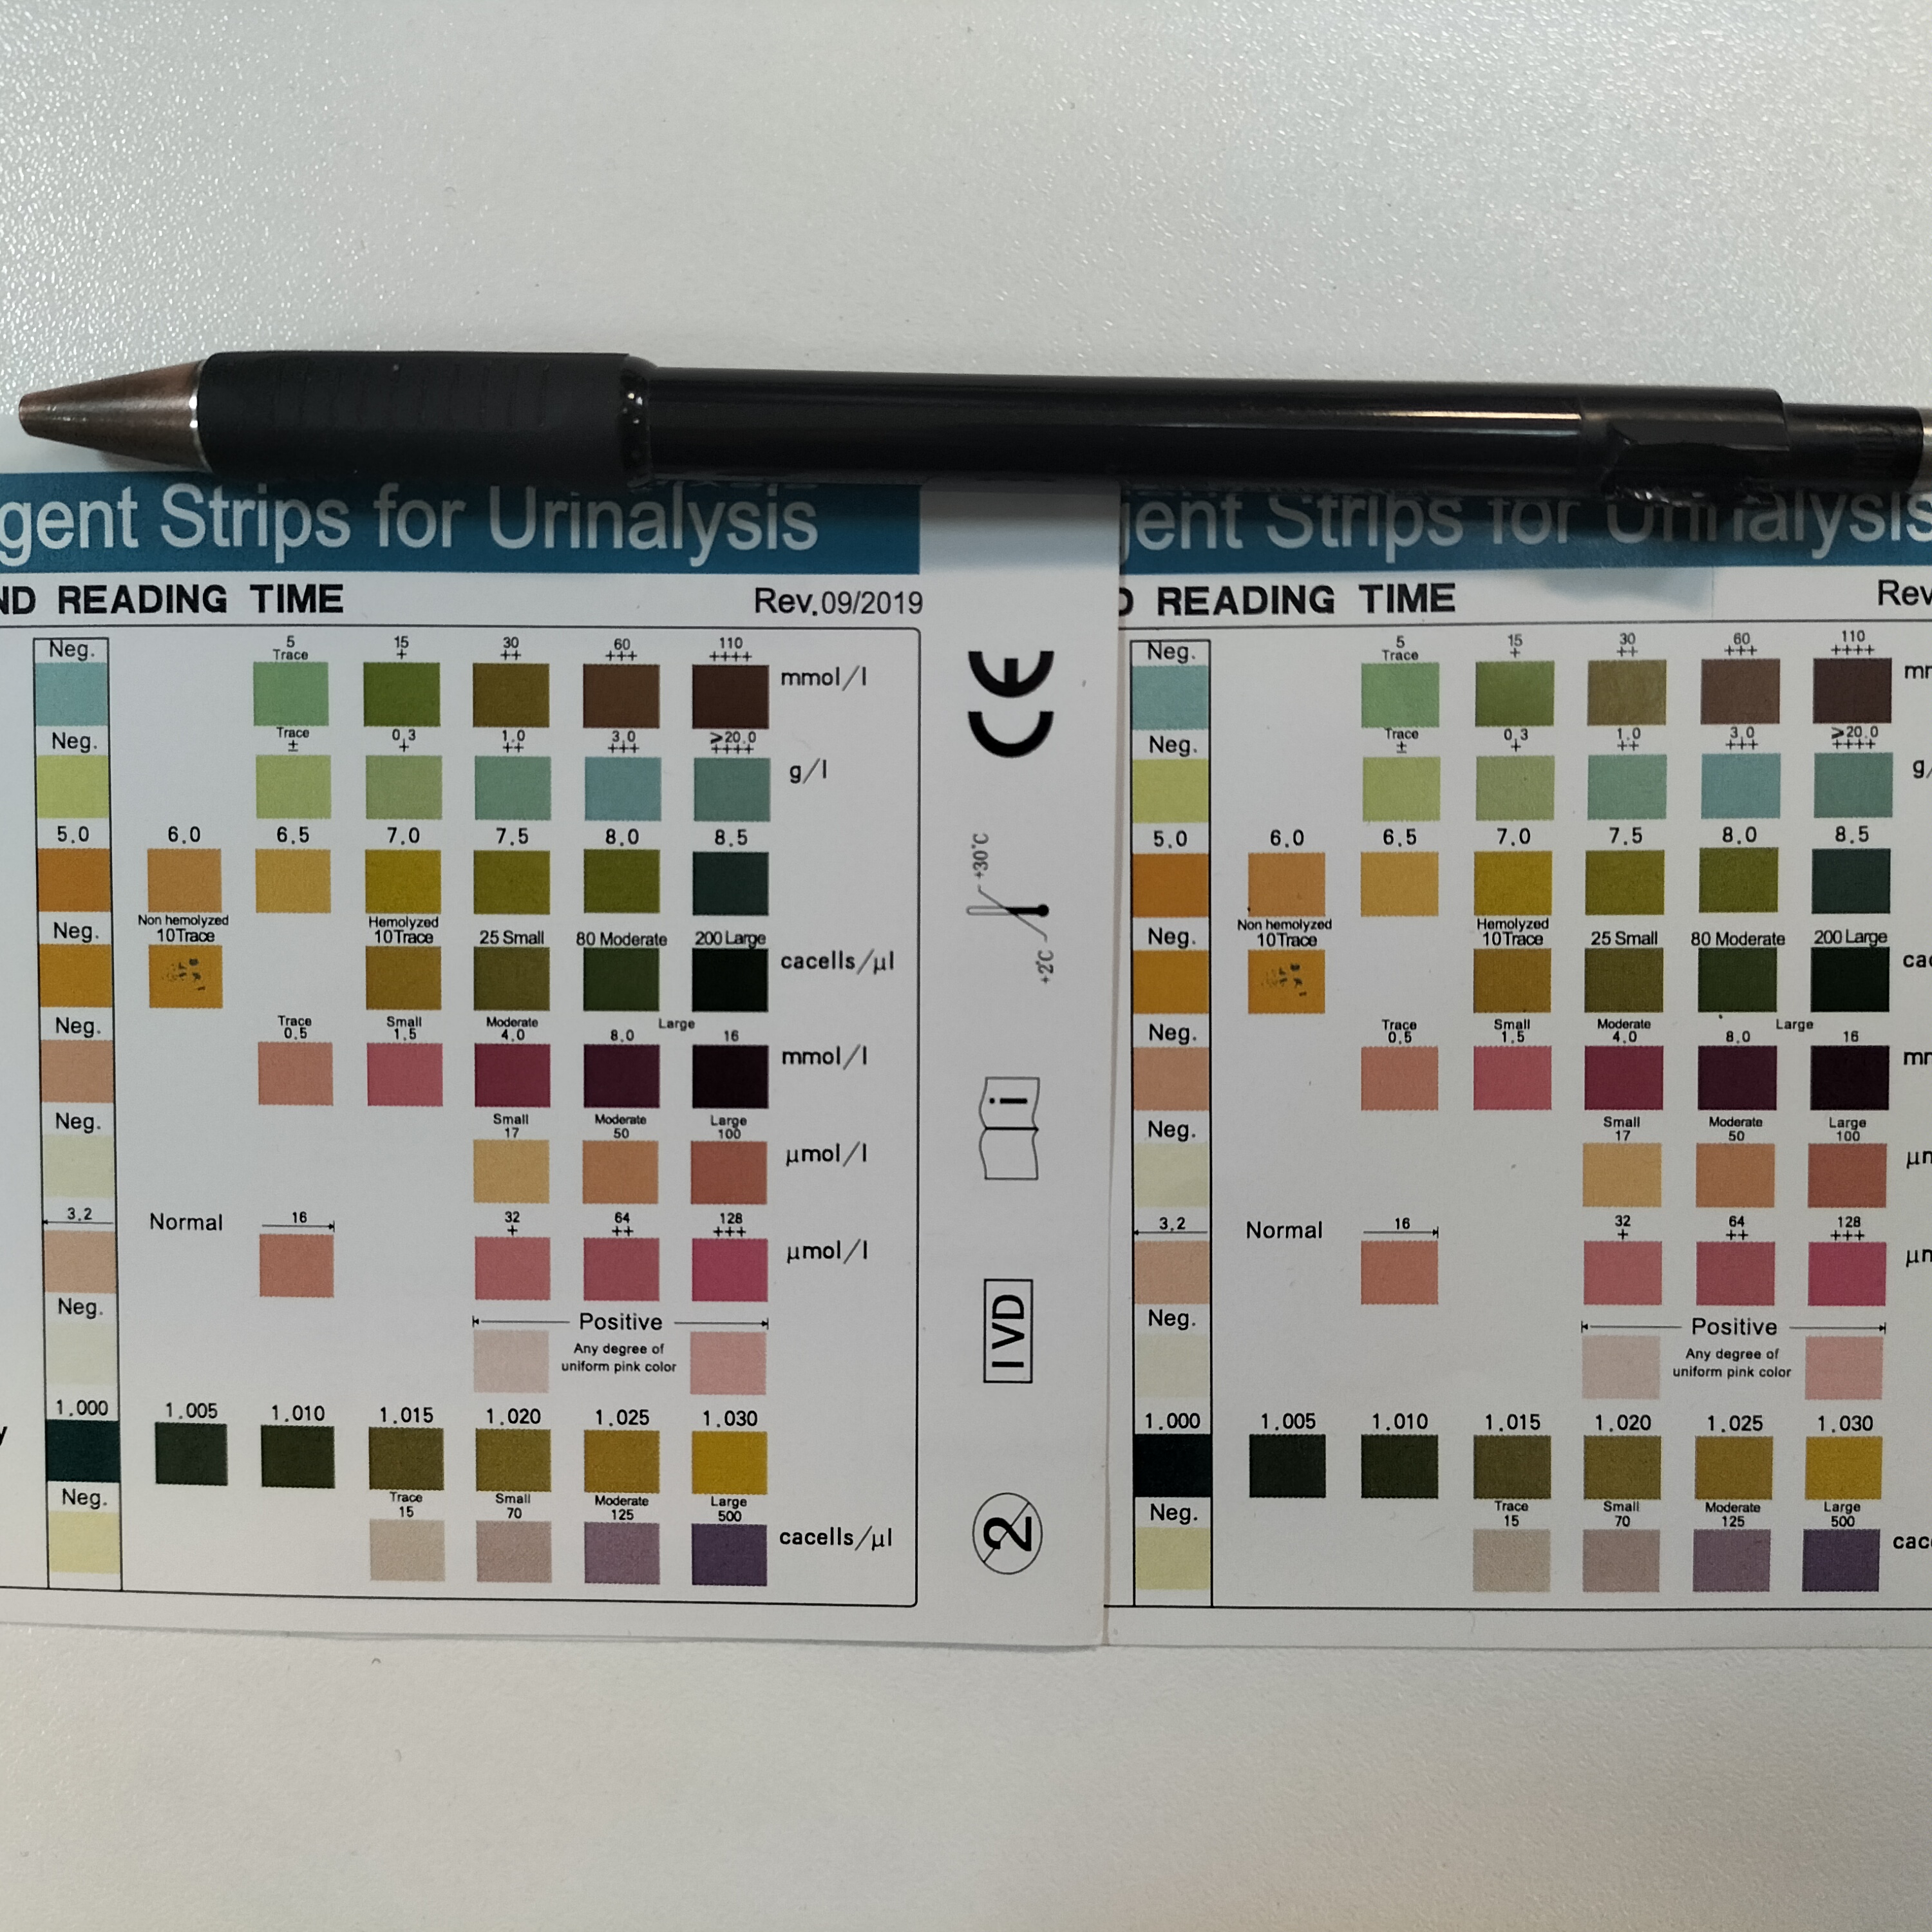 gent Strips for Urinalysis
ND READING TIME Rev.09/2019
Neg. 5 Trace 15 + 30 ++ 60 +++ 110 ++++ mmol/l
Neg. Trace ± 0.3 + 1.0 ++ 3.0 +++ ≥20.0 ++++ g/l
5.0 6.0 6.5 7.0 7.5 8.0 8.5
Neg. Non hemolyzed 10Trace Hemolyzed 10Trace 25 Small 80 Moderate 200 Large cacells/µl
Neg. Trace 0.5 Small 1.5 Moderate 4.0 8.0 Large 16 mmol/l
Neg. Small 17 Moderate 50 Large 100 µmol/l
3.2 Normal 16 32 + 64 ++ 128 +++ µmol/l
Neg. Positive
Any degree of
uniform pink color
y 1.000 1.005 1.010 1.015 1.020 1.025 1.030
Neg. Trace 15 Small 70 Moderate 125 Large 500 cacells/µl
CE
+2°C +30°C
i
IVD
2
gent Strips for Urinalysis
D READING TIME Rev
Neg. 5 Trace 15 + 30 ++ 60 +++ 110 ++++ mm
Neg. Trace ± 0.3 + 1.0 ++ 3.0 +++ ≥20.0 ++++ g/
5.0 6.0 6.5 7.0 7.5 8.0 8.5
Neg. Non hemolyzed 10Trace Hemolyzed 10Trace 25 Small 80 Moderate 200 Large cac
Neg. Trace 0.5 Small 1.5 Moderate 4.0 8.0 Large 16 mm
Neg. Small 17 Moderate 50 Large 100 µm
3.2 Normal 16 32 + 64 ++ 128 +++ µm
Neg. Positive
Any degree of
uniform pink color
1.000 1.005 1.010 1.015 1.020 1.025 1.030
Neg. Trace 15 Small 70 Moderate 125 Large 500 cac